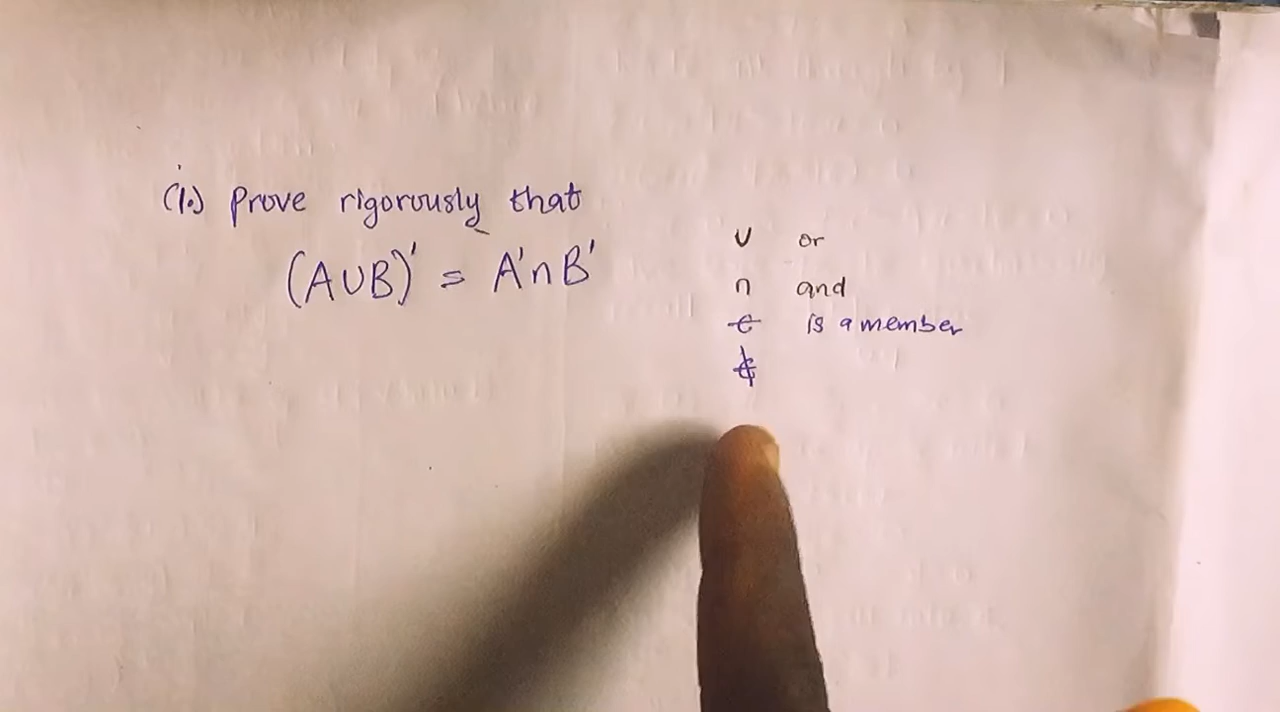 (1.) Prove rigorously that
(A∪B)' = A'∩B'
∪ or
∩ and
∈ is a member
∉